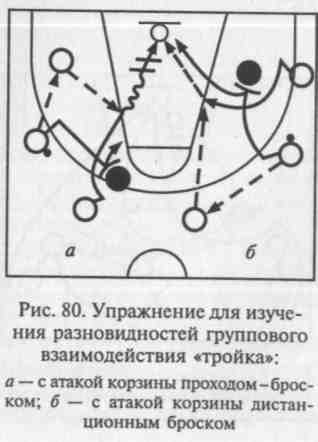 а
б
Рис. 80. Упражнение для изуче-
ния разновидностей группового
взаимодействия «тройка»:
а — с атакой корзины проходом–брос-
ком; б — с атакой корзины дистан-
ционным броском